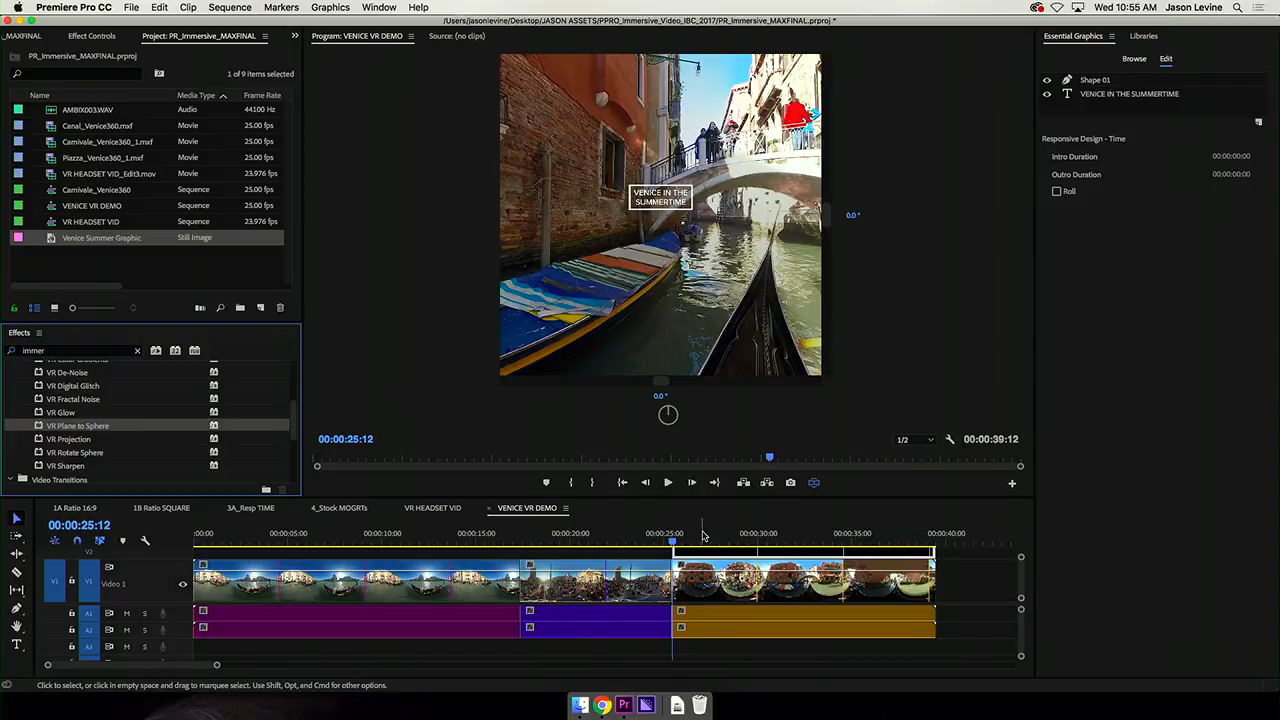 Premiere Pro CC File Edit Clip Sequence Markers Graphics Window Help Wed 10:55 AM Jason Levine
/Users/jasonlevine/Desktop/JASON ASSETS/PPRO_Immersive_Video_IBC_2017/PR_Immersive_MAXFINAL.prproj *
_MAXFINAL Effect Controls Project: PR_Immersive_MAXFINAL
PR_Immersive_MAXFINAL.prproj
1 of 9 items selected
Name Media Type Frame Rate
AMBIX003.WAV Audio 44100 Hz
Canal_Venice360.mxf Movie 25.00 fps
Carnivale_Venice360_1.mxf Movie 25.00 fps
Piazza_Venice360_1.mxf Movie 25.00 fps
VR HEADSET VID_Edit3.mov Movie 23.976 fps
Carnivale_Venice360 Sequence 25.00 fps
VENICE VR DEMO Sequence 25.00 fps
VR HEADSET VID Sequence 23.976 fps
Venice Summer Graphic Still Image
Effects
immer
VR De-Noise
VR Digital Glitch
VR Fractal Noise
VR Glow
VR Plane to Sphere
VR Projection
VR Rotate Sphere
VR Sharpen
Video Transitions
Program: VENICE VR DEMO Source: (no clips)
VENICE IN THE
SUMMERTIME
0.0 °
0.0 °
00:00:25:12 1/2 00:00:39:12
Essential Graphics Libraries
Browse Edit
Shape 01
VENICE IN THE SUMMERTIME
Responsive Design - Time
Intro Duration 00:00:00:00
Outro Duration 00:00:00:00
Roll
1A Ratio 16:9 1B Ratio SQUARE 3A_Resp TIME 4_Stock MOGRTs VR HEADSET VID × VENICE VR DEMO
00:00:25:12
:00:00 00:00:05:00 00:00:10:00 00:00:15:00 00:00:20:00 00:00:25:00 00:00:30:00 00:00:35:00 00:00:40:00
V2
V1 V1 Video 1
A1 M S
A2 M S
A3 M S
Click to select, or click in empty space and drag to marquee select. Use Shift, Opt, and Cmd for other options.